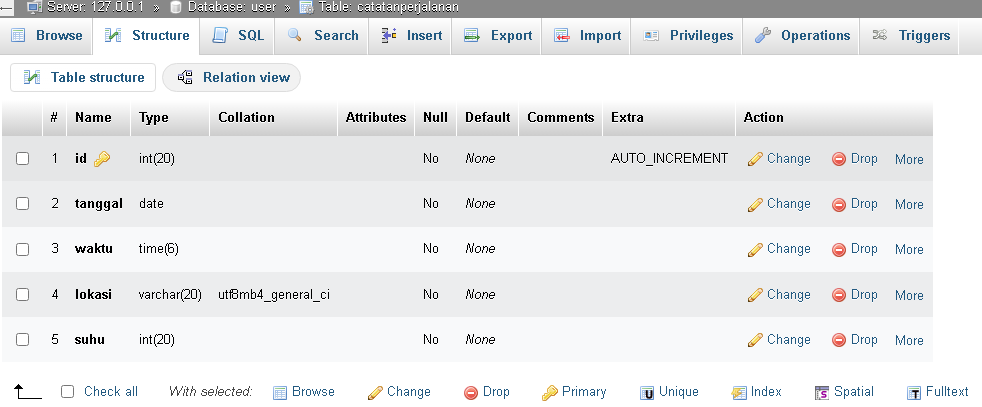 Server: 127.0.0.1 » Database: user » Table: catatanperjalanan
Browse Structure SQL Search Insert Export Import Privileges Operations Triggers
Table structure Relation view
# Name Type Collation Attributes Null Default Comments Extra Action
1 id int(20) No None AUTO_INCREMENT Change Drop More
2 tanggal date No None Change Drop More
3 waktu time(6) No None Change Drop More
4 lokasi varchar(20) utf8mb4_general_ci No None Change Drop More
5 suhu int(20) No None Change Drop More
Check all With selected: Browse Change Drop Primary Unique Index Spatial Fulltext